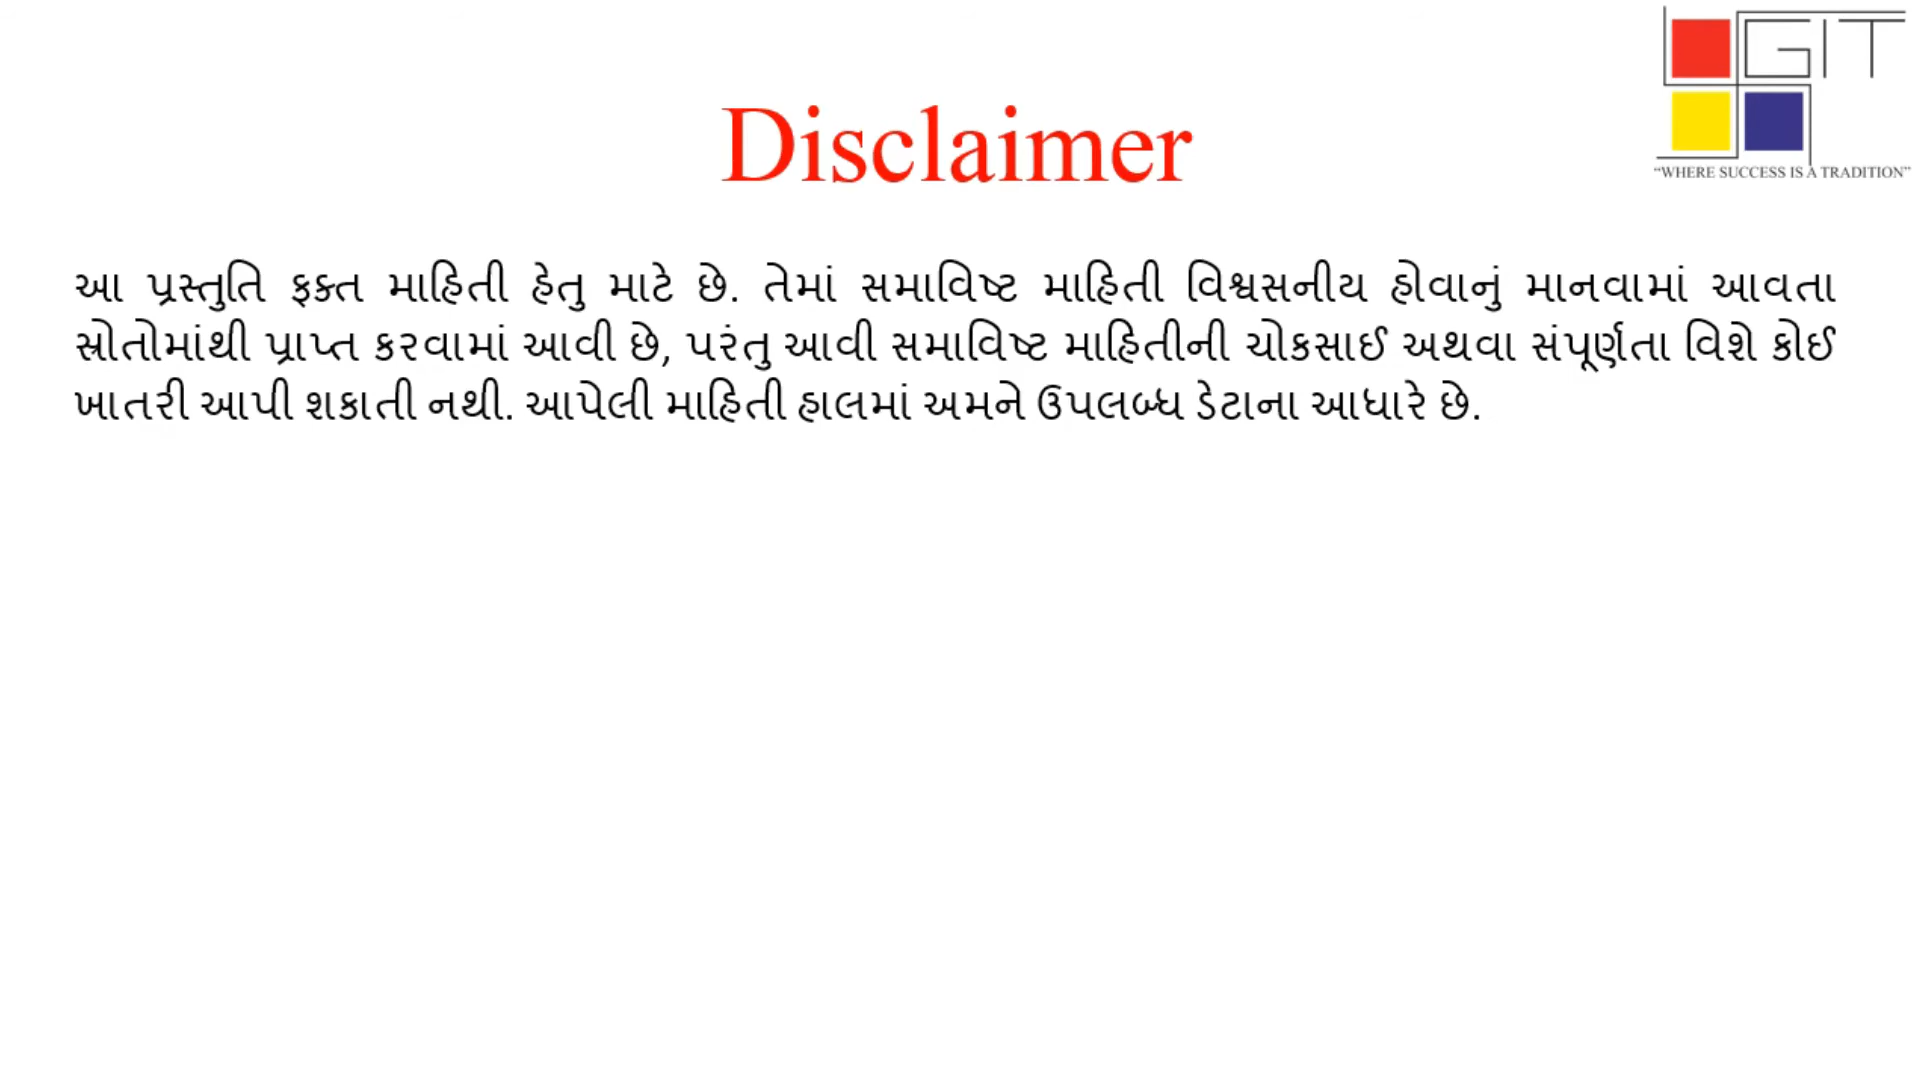 GIT
"WHERE SUCCESS IS A TRADITION"
Disclaimer
આ પ્રસ્તુતિ ફક્ત માહિતી હેતુ માટે છે. તેમાં સમાવિષ્ટ માહિતી વિશ્વસનીય હોવાનું માનવામાં આવતા
સ્રોતોમાંથી પ્રાપ્ત કરવામાં આવી છે, પરંતુ આવી સમાવિષ્ટ માહિતીની ચોકસાઈ અથવા સંપૂર્ણતા વિશે કોઈ
ખાતરી આપી શકાતી નથી. આપેલી માહિતી હાલમાં અમને ઉપલબ્ધ ડેટાના આધારે છે.